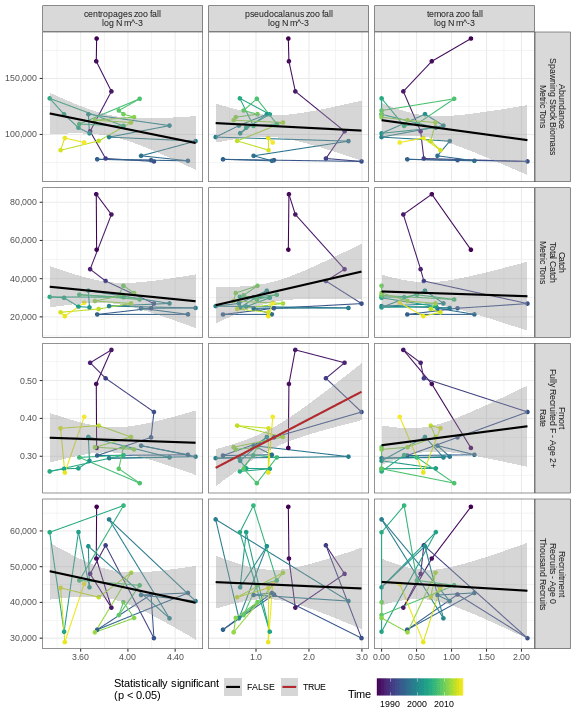 centropages zoo fall
log N m^-3
pseudocalanus zoo fall
log N m^-3
temora zoo fall
log N m^-3
150,000
100,000
Abundance
Spawning Stock Biomass
Metric Tons
80,000
60,000
40,000
20,000
Catch
Total Catch
Metric Tons
0.50
0.40
0.30
Fmort
Fully Recruited F - Age 2+
Rate
60,000
50,000
40,000
30,000
Recruitment
Recruits - Age 0
Thousand Recruits
3.60
4.00
4.40
1.0
2.0
3.0
0.00
0.50
1.00
1.50
2.00
Statistically significant
(p < 0.05)
FALSE
TRUE
Time
1990
2000
2010